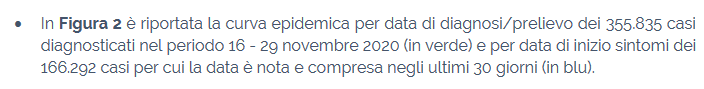 • In Figura 2 è riportata la curva epidemica per data di diagnosi/prelievo dei 355.835 casi
diagnosticati nel periodo 16 - 29 novembre 2020 (in verde) e per data di inizio sintomi dei
166.292 casi per cui la data è nota e compresa negli ultimi 30 giorni (in blu).